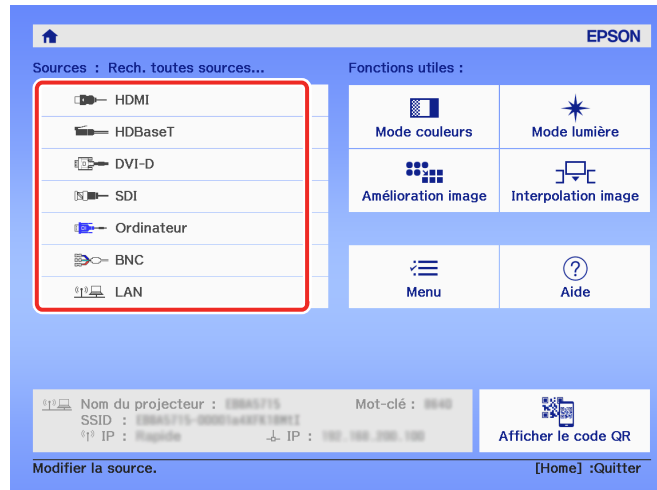 EPSON
Sources : Rech. toutes sources...
HDMI
HDBaseT
DVI-D
SDI
Ordinateur
BNC
LAN
Fonctions utiles :
Mode couleurs
Mode lumière
Amélioration image
Interpolation image
Menu
Aide
Nom du projecteur : Mot-clé :
SSID :
IP : IP :
Afficher le code QR
Modifier la source. [Home] :Quitter